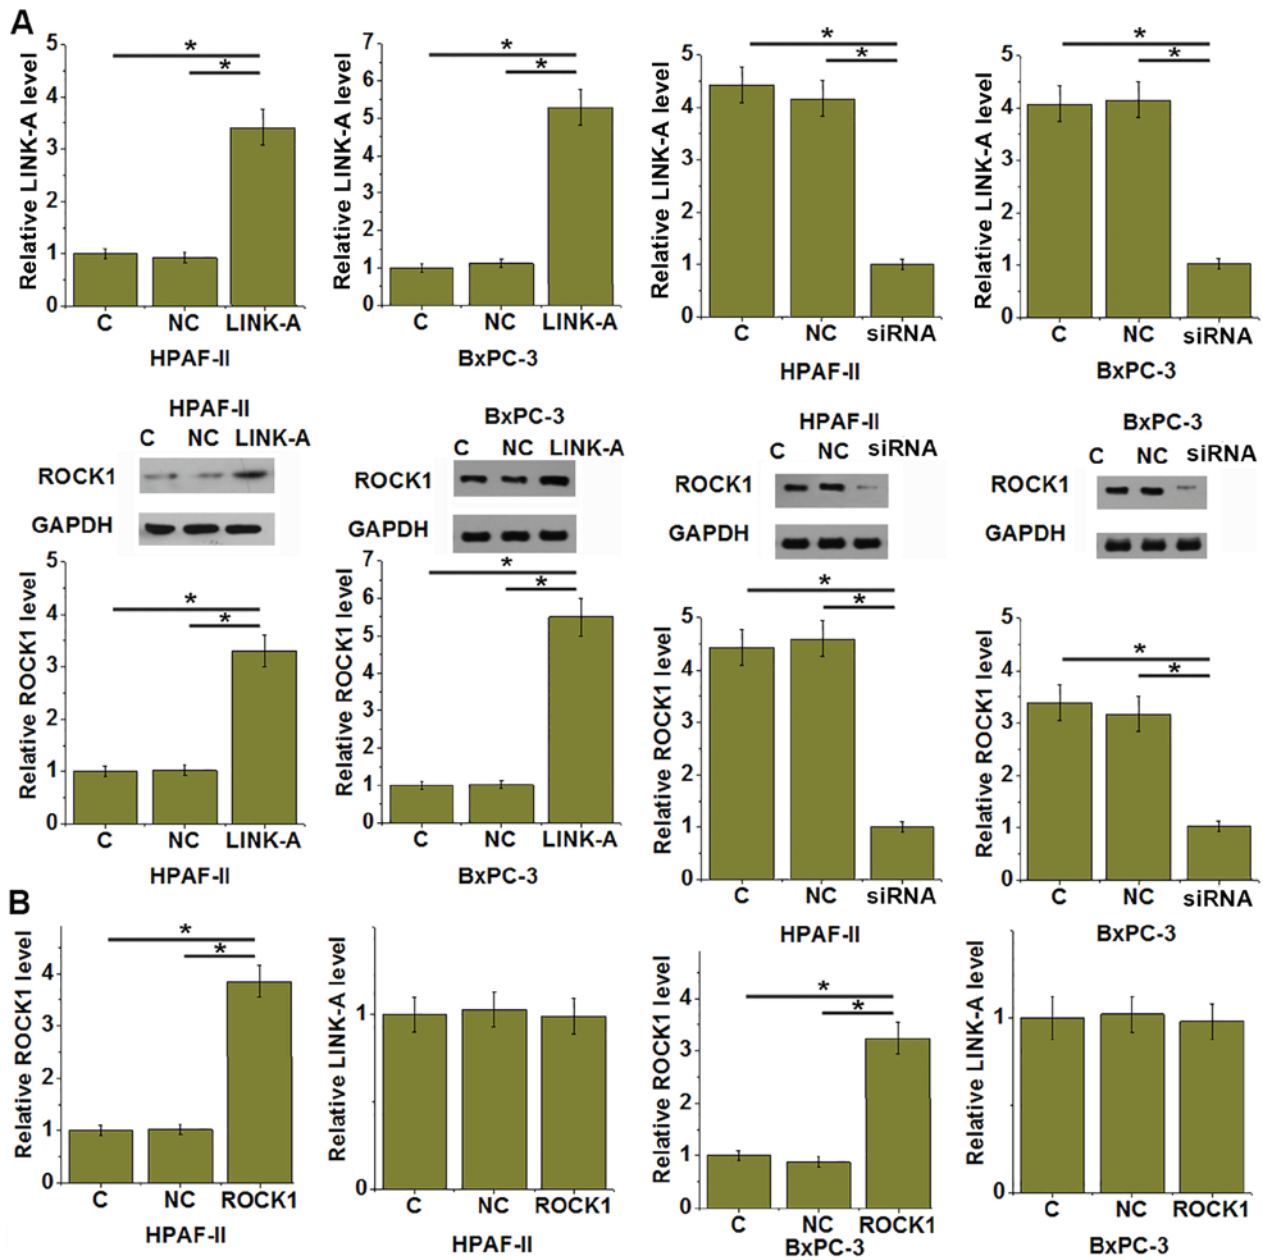 A
Relative LINK-A level
5
4
3
2
1
0
*
*
C NC LINK-A
HPAF-II
Relative LINK-A level
7
6
5
4
3
2
1
0
*
*
C NC LINK-A
BxPC-3
Relative LINK-A level
5
4
3
2
1
0
*
*
C NC siRNA
HPAF-II
Relative LINK-A level
5
4
3
2
1
0
*
*
C NC siRNA
BxPC-3
HPAF-II
C NC LINK-A
ROCK1
GAPDH
BxPC-3
C NC LINK-A
ROCK1
GAPDH
HPAF-II
C NC siRNA
ROCK1
GAPDH
BxPC-3
C NC siRNA
ROCK1
GAPDH
Relative ROCK1 level
5
4
3
2
1
0
*
*
C NC LINK-A
HPAF-II
Relative ROCK1 level
7
6
5
4
3
2
1
0
*
*
C NC LINK-A
BxPC-3
Relative ROCK1 level
5
4
3
2
1
0
*
*
C NC siRNA
HPAF-II
Relative ROCK1 level
5
4
3
2
1
0
*
*
C NC siRNA
BxPC-3
B
Relative ROCK1 level
4
3
2
1
0
*
*
C NC ROCK1
HPAF-II
Relative LINK-A level
1
0
C NC ROCK1
HPAF-II
Relative ROCK1 level
4
3
2
1
0
*
*
C NC ROCK1
BxPC-3
Relative LINK-A level
1
0
C NC ROCK1
BxPC-3